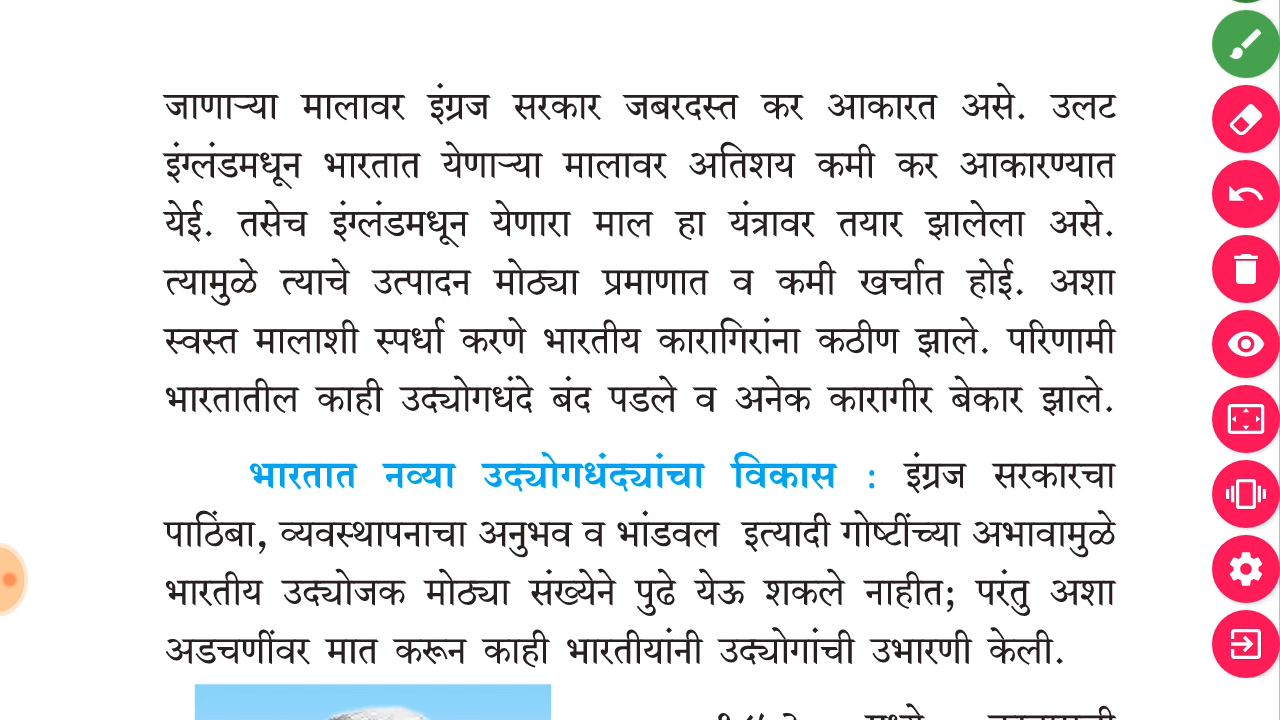 जाणाऱ्या मालावर इंग्रज सरकार जबरदस्त कर आकारत असे. उलट
इंग्लंडमधून भारतात येणाऱ्या मालावर अतिशय कमी कर आकारण्यात
येई. तसेच इंग्लंडमधून येणारा माल हा यंत्रावर तयार झालेला असे.
त्यामुळे त्याचे उत्पादन मोठ्या प्रमाणात व कमी खर्चात होई. अशा
स्वस्त मालाशी स्पर्धा करणे भारतीय कारागिरांना कठीण झाले. परिणामी
भारतातील काही उद्योगधंदे बंद पडले व अनेक कारागीर बेकार झाले.
भारतात नव्या उद्योगधंद्यांचा विकास : इंग्रज सरकारचा
पाठिंबा, व्यवस्थापनाचा अनुभव व भांडवल इत्यादी गोष्टींच्या अभावामुळे
भारतीय उद्योजक मोठ्या संख्येने पुढे येऊ शकले नाहीत; परंतु अशा
अडचणींवर मात करून काही भारतीयांनी उद्योगांची उभारणी केली.